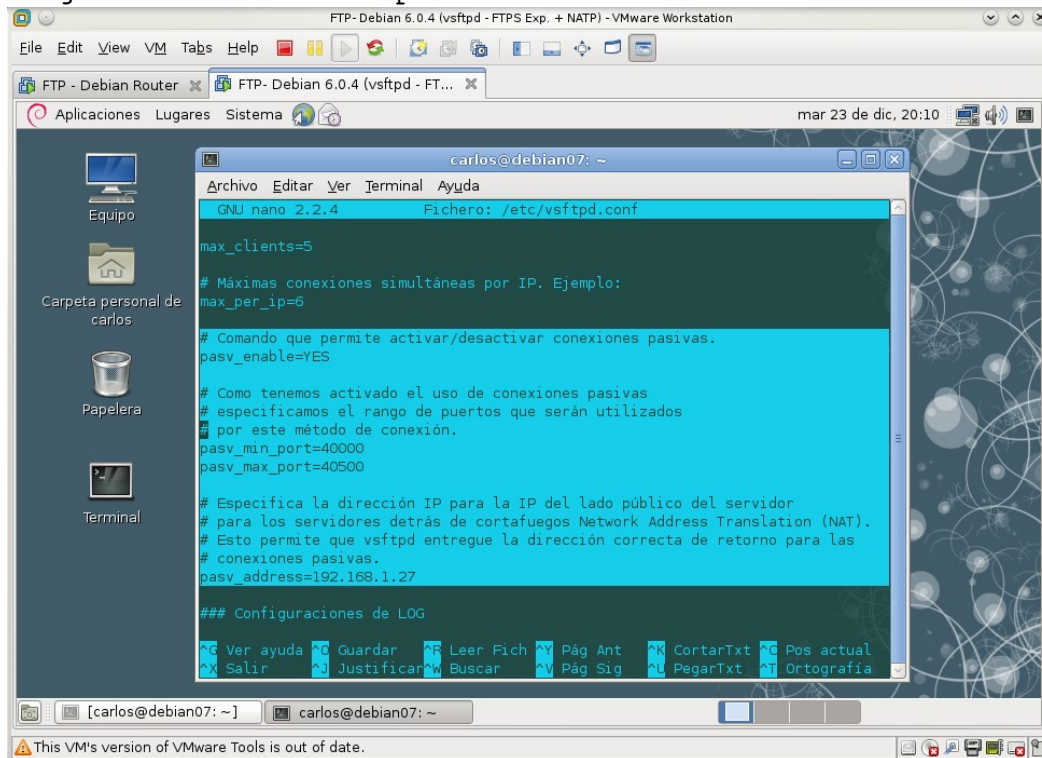 FTP- Debian 6.0.4 (vsftpd - FTPS Exp. + NATP) - VMware Workstation
File Edit View VM Tabs Help
FTP - Debian Router
FTP- Debian 6.0.4 (vsftpd - FT...
Aplicaciones Lugares Sistema
mar 23 de dic, 20:10
Equipo
Carpeta personal de
carlos
Papelera
Terminal
carlos@debian07: ~
Archivo Editar Ver Terminal Ayuda
GNU nano 2.2.4 Fichero: /etc/vsftpd.conf
max_clients=5
# Máximas conexiones simultáneas por IP. Ejemplo:
max_per_ip=6
# Comando que permite activar/desactivar conexiones pasivas.
pasv_enable=YES
# Como tenemos activado el uso de conexiones pasivas
# especificamos el rango de puertos que serán utilizados
# por este método de conexión.
pasv_min_port=40000
pasv_max_port=40500
# Especifica la dirección IP para la IP del lado público del servidor
# para los servidores detrás de cortafuegos Network Address Translation (NAT).
# Esto permite que vsftpd entregue la dirección correcta de retorno para las
# conexiones pasivas.
pasv_address=192.168.1.27
### Configuraciones de LOG
^G Ver ayuda ^O Guardar ^R Leer Fich ^Y Pág Ant ^K CortarTxt ^C Pos actual
^X Salir ^J Justificar ^W Buscar ^V Pág Sig ^U PegarTxt ^T Ortografía
[carlos@debian07: ~]
carlos@debian07: ~
This VM's version of VMware Tools is out of date.